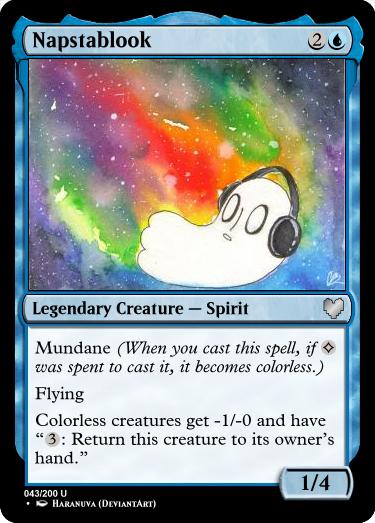 Napstablook 2
Legendary Creature — Spirit
Mundane (When you cast this spell, if
was spent to cast it, it becomes colorless.)
Flying
Colorless creatures get -1/-0 and have
“3: Return this creature to its owner’s
hand.”
1/4
043/200 U
• Haranuva (DeviantArt)